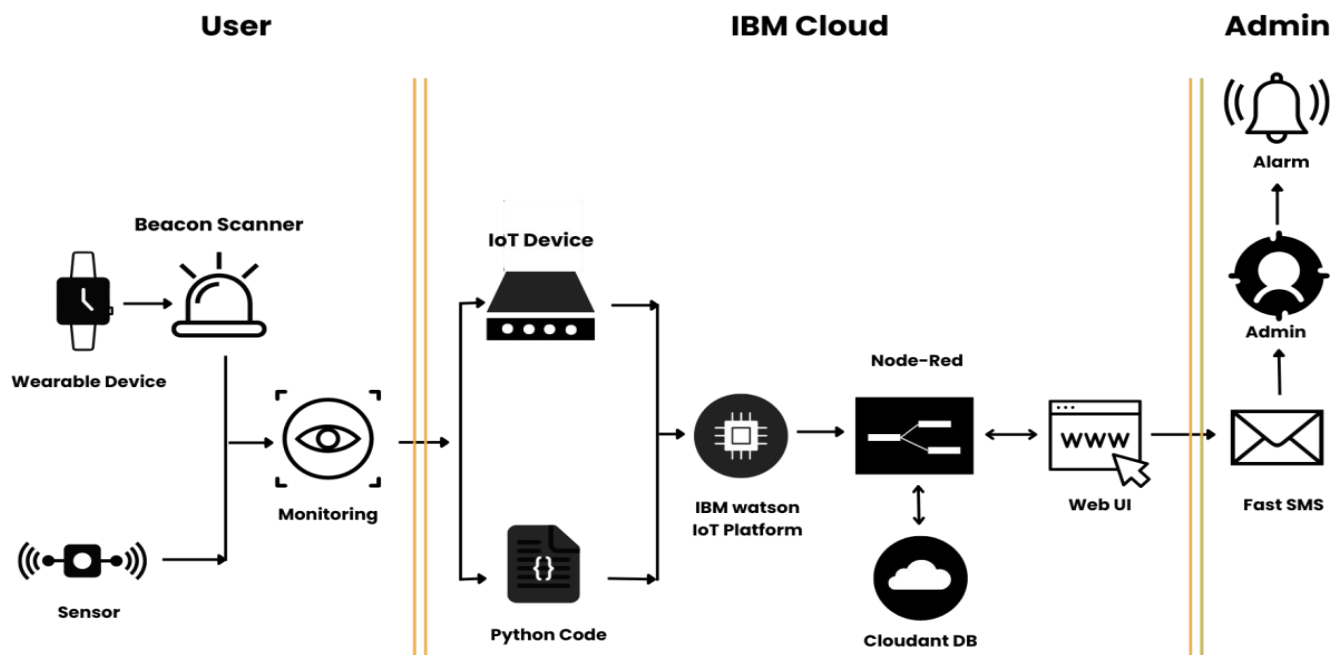 User
IBM Cloud
Admin
Alarm
Beacon Scanner
IoT Device
Admin
Node-Red
Wearable Device
www
Monitoring
IBM watson
IoT Platform
Web UI
Fast SMS
{}
Sensor
Python Code
Cloudant DB